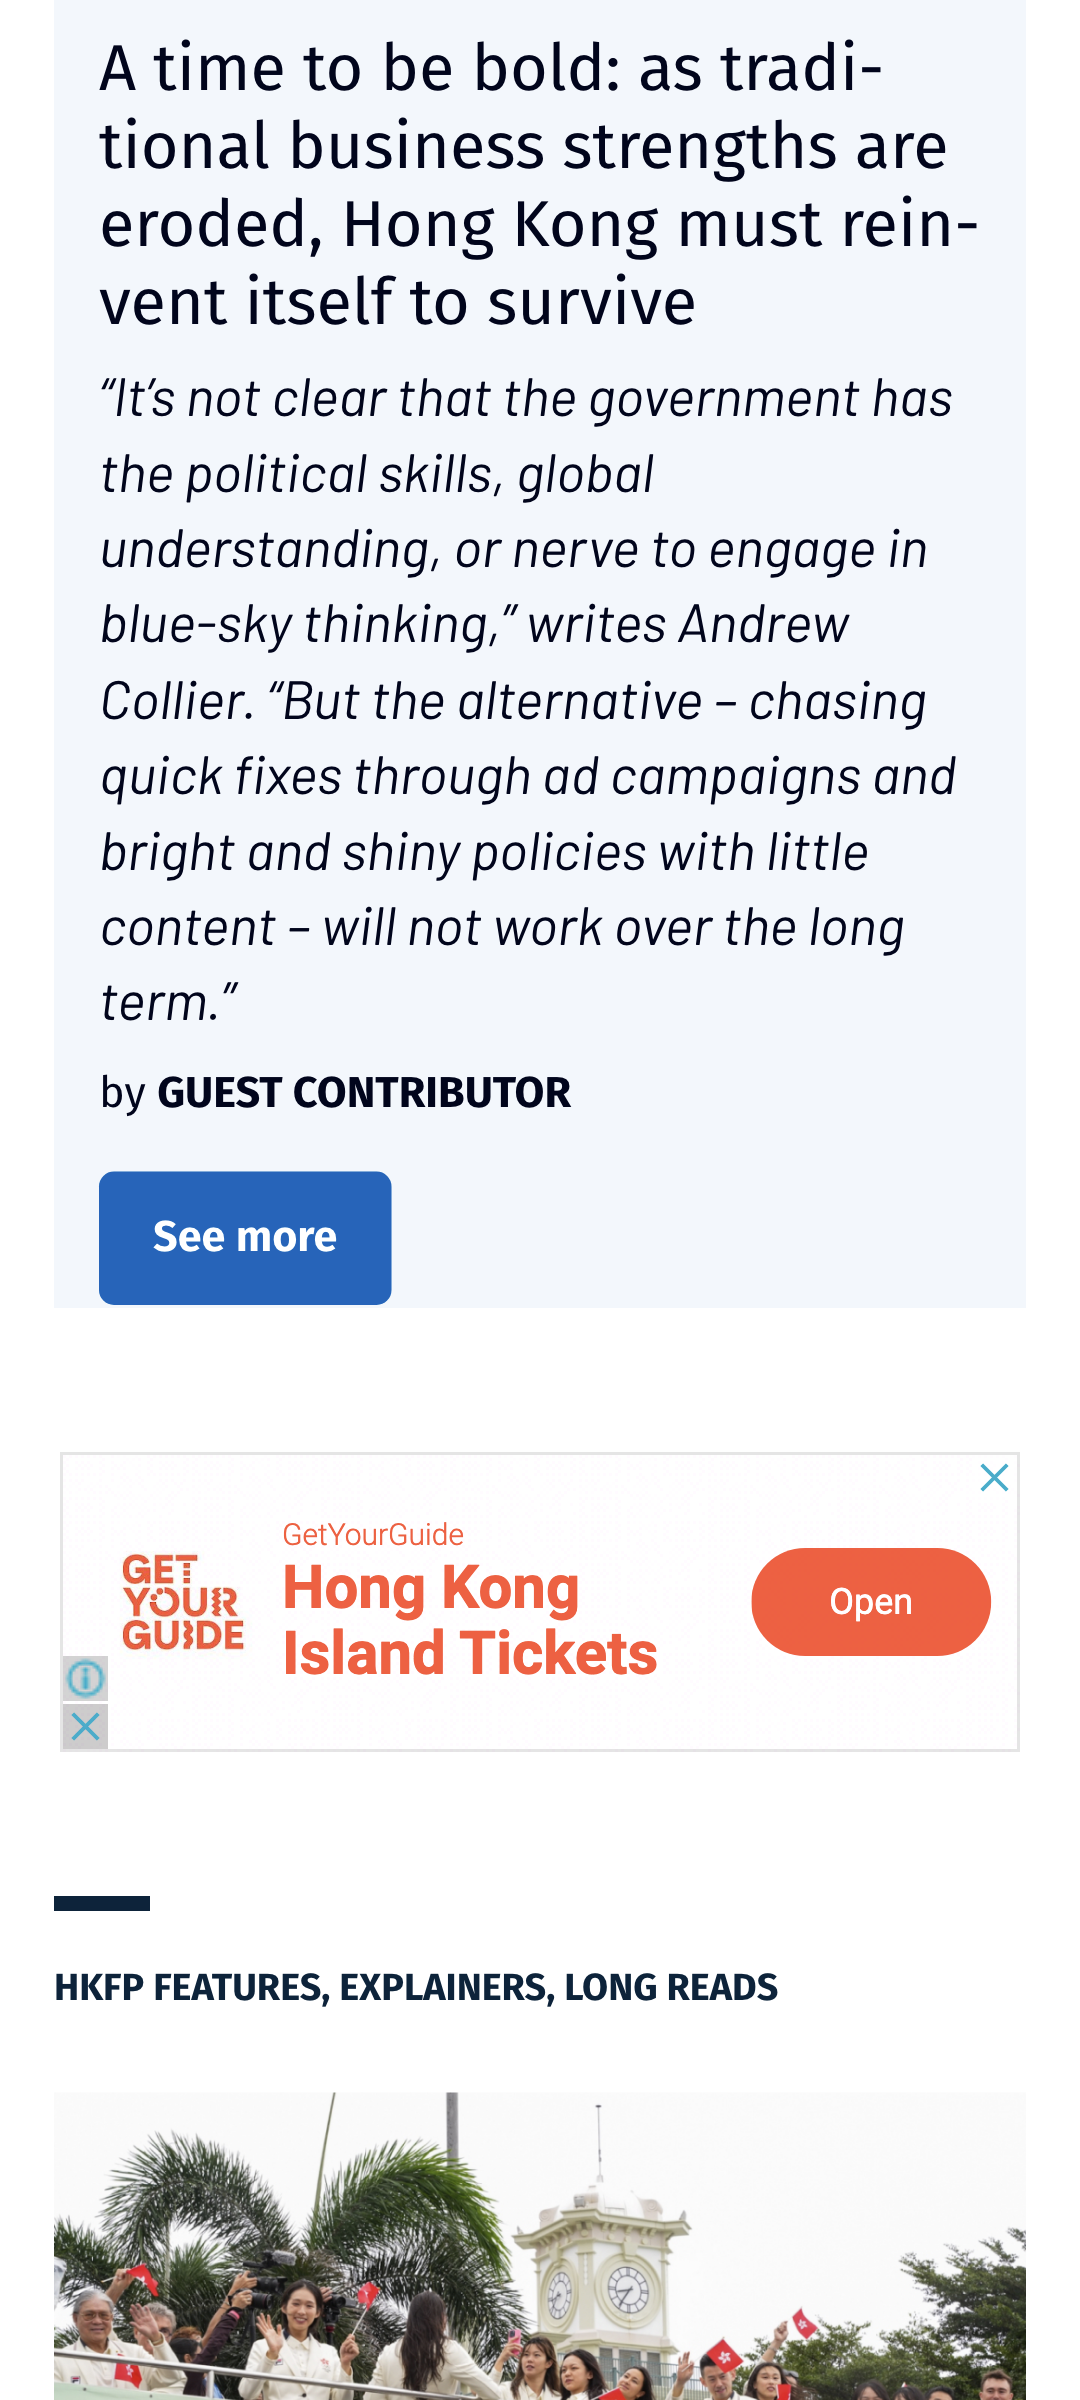 A time to be bold: as tradi-
tional business strengths are
eroded, Hong Kong must rein-
vent itself to survive
“It’s not clear that the government has
the political skills, global
understanding, or nerve to engage in
blue-sky thinking,” writes Andrew
Collier. “But the alternative – chasing
quick fixes through ad campaigns and
bright and shiny policies with little
content – will not work over the long
term.”
by GUEST CONTRIBUTOR
See more
GET
YOUR
GUIDE
GetYourGuide
Hong Kong
Island Tickets
Open
HKFP FEATURES, EXPLAINERS, LONG READS